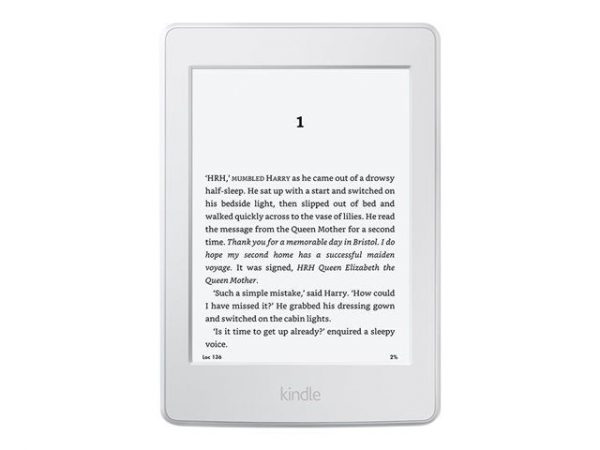 1
‘HRH,’ MUMBLED HARRY as he came out of a drowsy
half-sleep. He sat up with a start and switched on
his bedside light, then slipped out of bed and
walked quickly across to the vase of lilies. He read
the message from the Queen Mother for a second
time. Thank you for a memorable day in Bristol. I do
hope my second home has a successful maiden
voyage. It was signed, HRH Queen Elizabeth the
Queen Mother.
‘Such a simple mistake,’ said Harry. ‘How could
I have missed it?’ He grabbed his dressing gown
and switched on the cabin lights.
‘Is it time to get up already?’ enquired a sleepy
voice.
Loc 136 2%
kindle